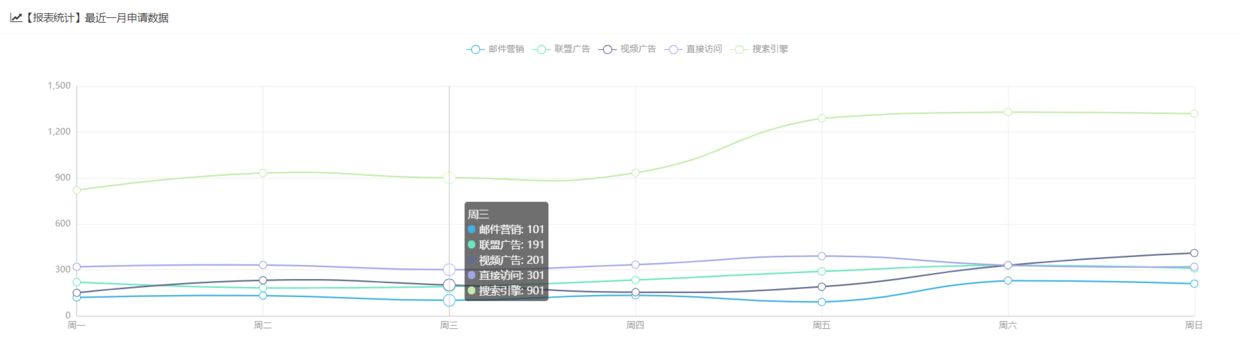 【报表统计】最近一月申请数据
邮件营销 联盟广告 视频广告 直接访问 搜索引擎
1,500
1,200
900
600
300
0
周三
邮件营销: 101
联盟广告: 191
视频广告: 201
直接访问: 301
搜索引擎: 901
周一 周二 周三 周四 周五 周六 周日